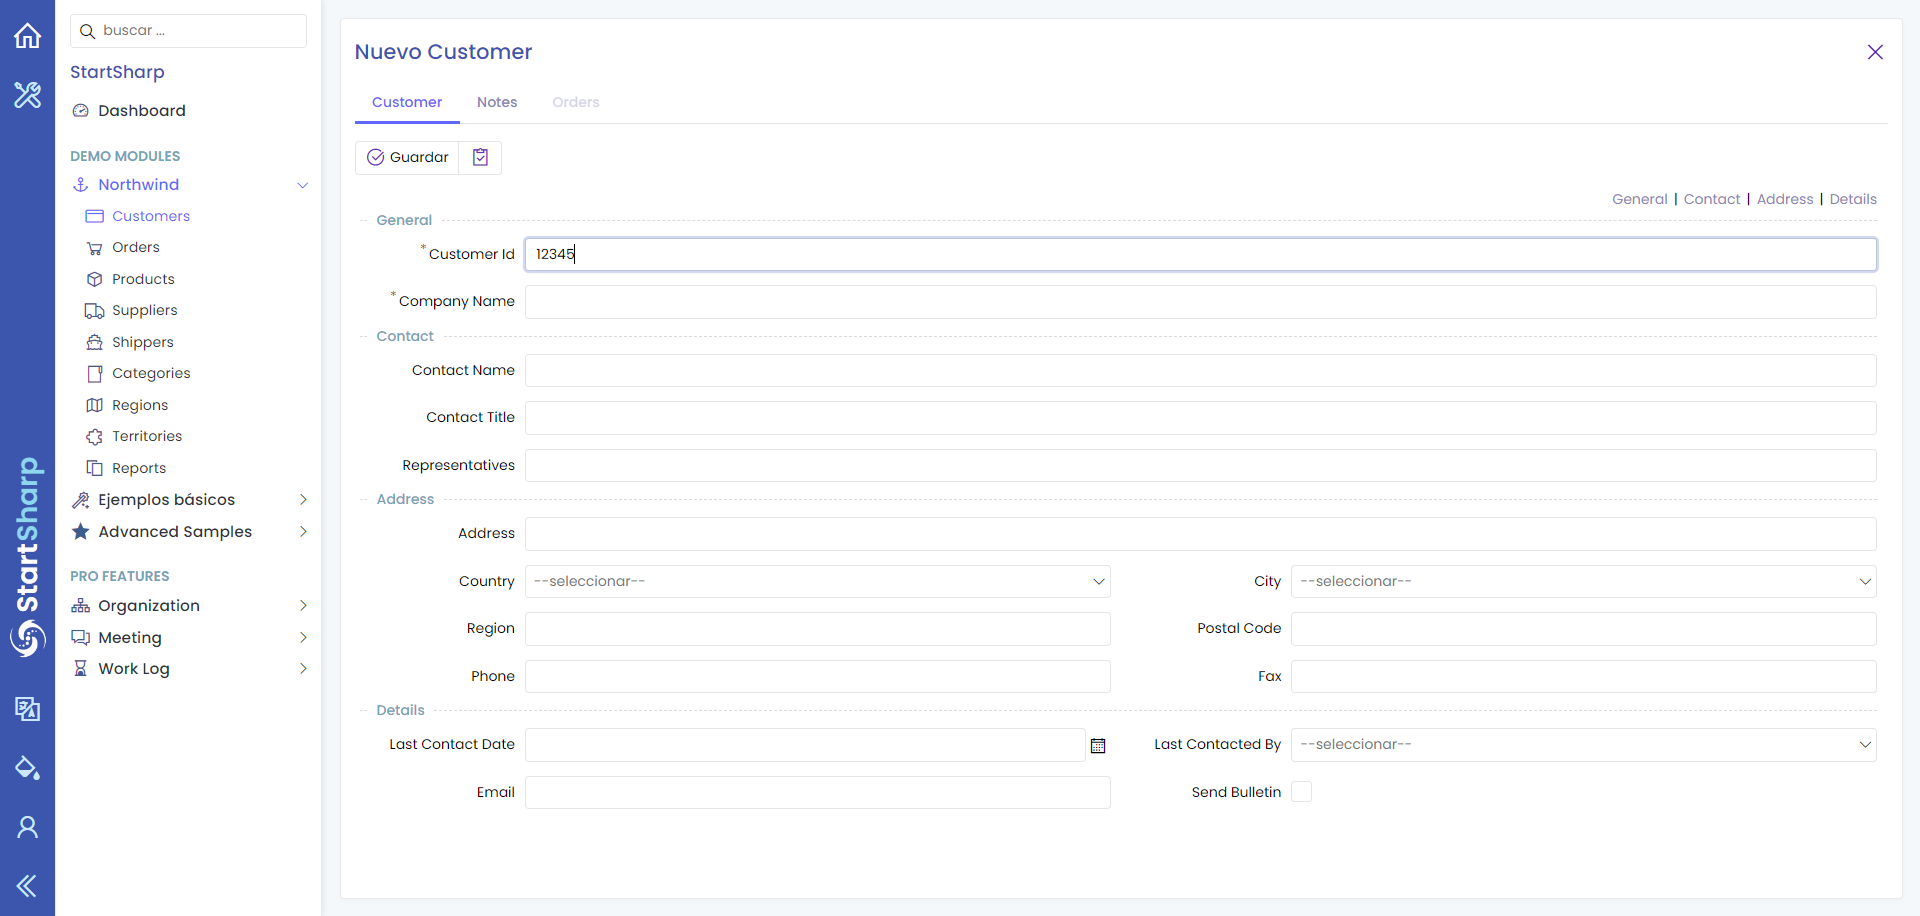 buscar ...
StartSharp
Dashboard
DEMO MODULES
Northwind
Customers
Orders
Products
Suppliers
Shippers
Categories
Regions
Territories
Reports
Ejemplos básicos
Advanced Samples
PRO FEATURES
Organization
Meeting
Work Log
StartSharp
Nuevo Customer
Customer Notes Orders
Guardar
General | Contact | Address | Details
General
* Customer Id 12345
* Company Name
Contact
Contact Name
Contact Title
Representatives
Address
Address
Country --seleccionar-- City --seleccionar--
Region Postal Code
Phone Fax
Details
Last Contact Date Last Contacted By --seleccionar--
Email Send Bulletin